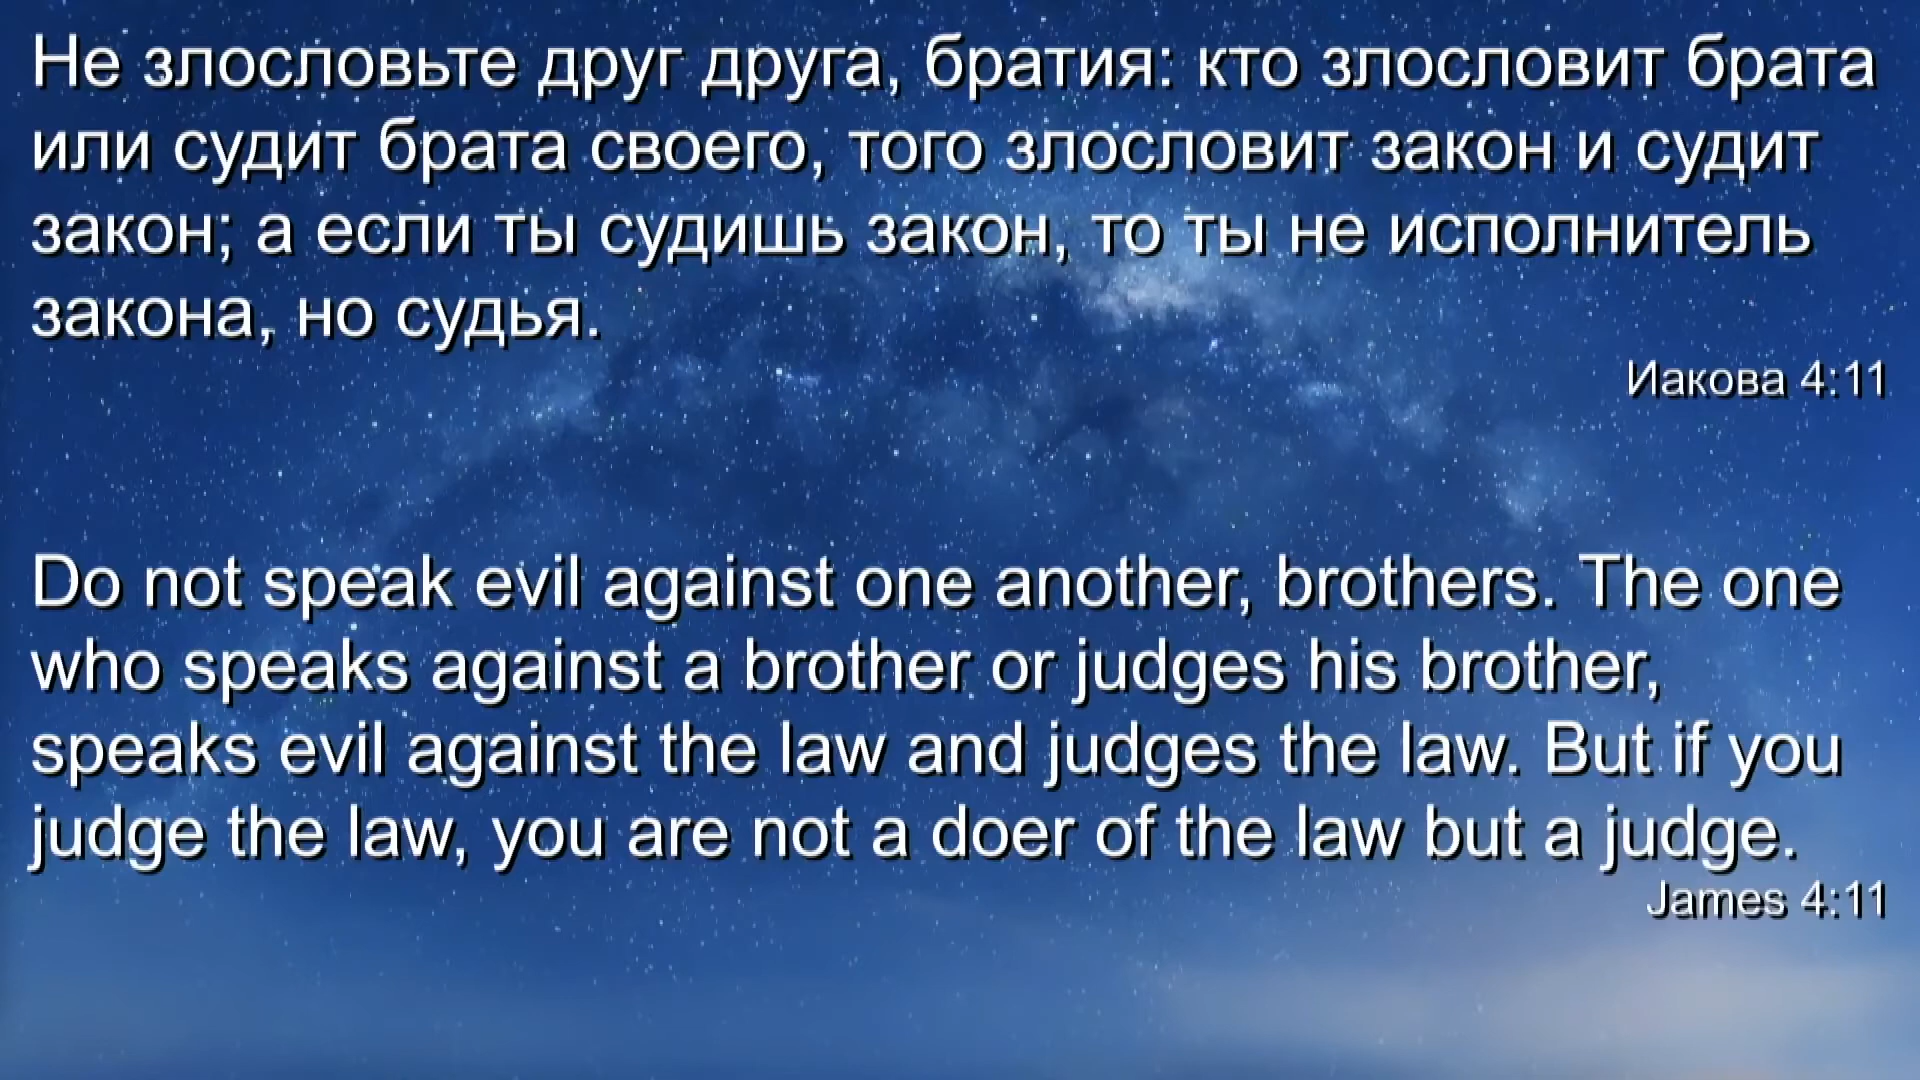 Не злословьте друг друга, братия: кто злословит брата
или судит брата своего, того злословит закон и судит
закон; а если ты судишь закон, то ты не исполнитель
закона, но судья.
Иакова 4:11
Do not speak evil against one another, brothers. The one
who speaks against a brother or judges his brother,
speaks evil against the law and judges the law. But if you
judge the law, you are not a doer of the law but a judge.
James 4:11